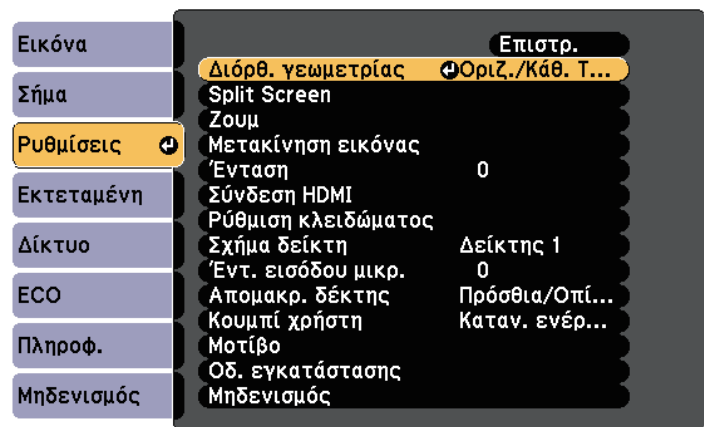 Εικόνα
Σήμα
Ρυθμίσεις
Εκτεταμένη
Δίκτυο
ECO
Πληροφ.
Μηδενισμός
Επιστρ.
Διόρθ. γεωμετρίας Οριζ./Κάθ. Τ...
Split Screen
Ζουμ
Μετακίνηση εικόνας
Ένταση 0
Σύνδεση HDMI
Ρύθμιση κλειδώματος
Σχήμα δείκτη Δείκτης 1
Έντ. εισόδου μικρ. 0
Απομακρ. δέκτης Πρόσθια/Οπί...
Κουμπί χρήστη Καταν. ενέρ...
Μοτίβο
Οδ. εγκατάστασης
Μηδενισμός